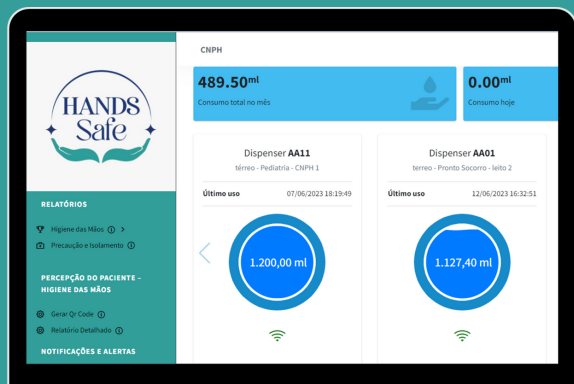 HANDS
Safe
RELATÓRIOS
Higiene das Mãos
Precaução e Isolamento
PERCEPÇÃO DO PACIENTE –
HIGIENE DAS MÃOS
Gerar Qr Code
Relatório Detalhado
NOTIFICAÇÕES E ALERTAS
CNPH
489.50ml
Consumo total no mês
0.00ml
Consumo hoje
Dispenser AA11
térreo - Pediatria - CNPH 1
Último uso 07/06/2023 18:19:49
1.200,00 ml
Dispenser AA01
terreo - Pronto Socorro - leito 2
Último uso 12/06/2023 16:32:51
1.127,40 ml